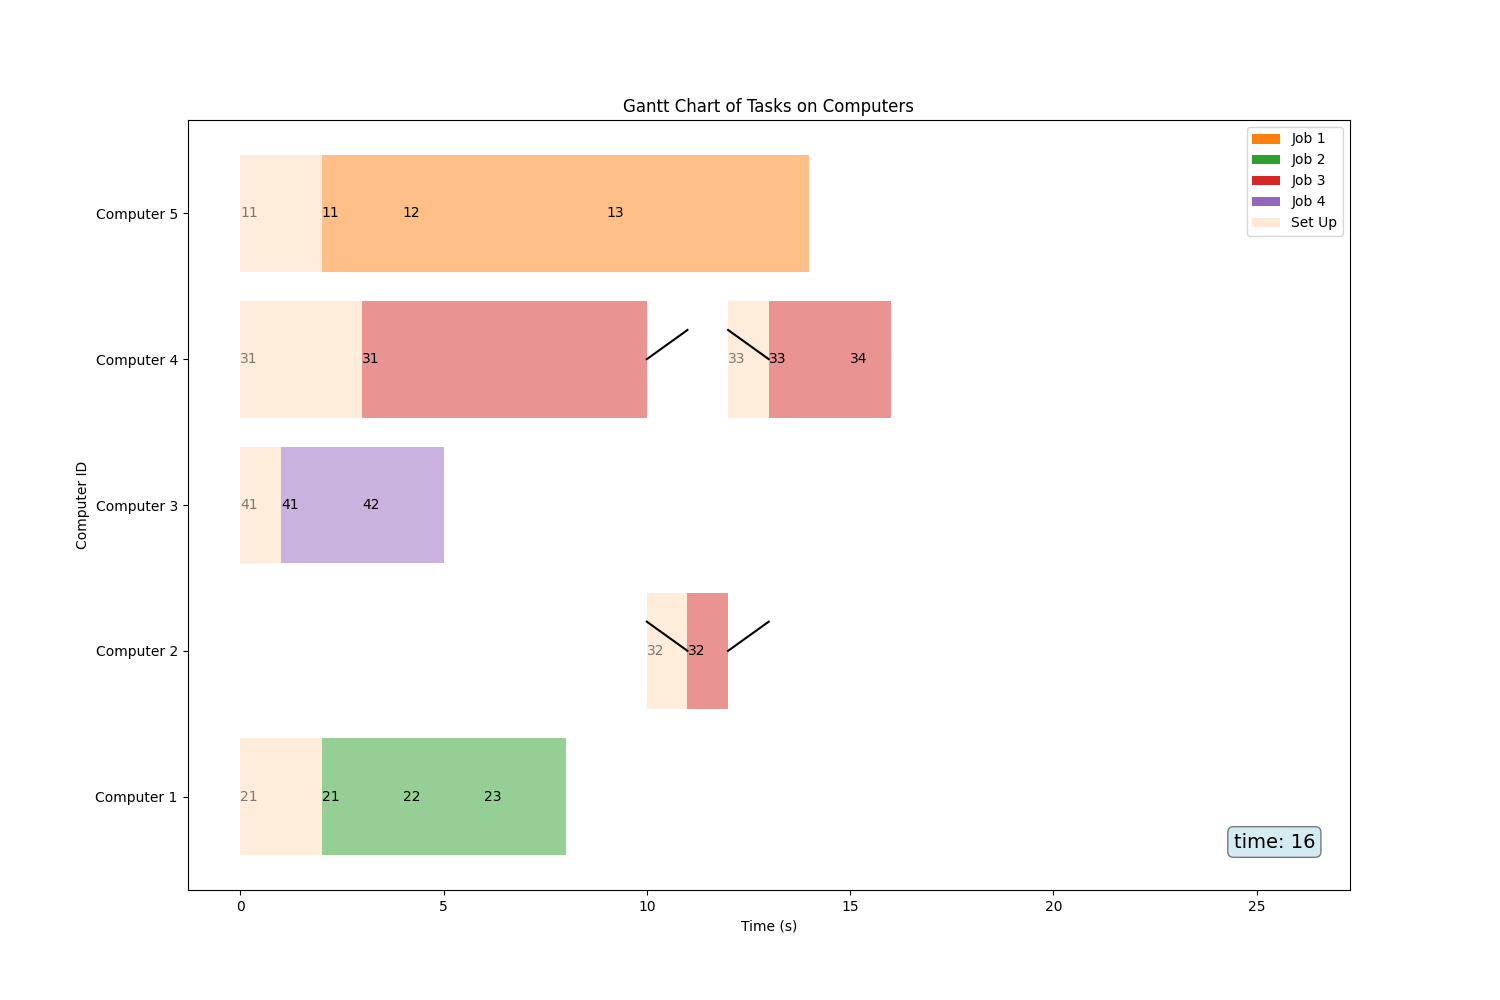 Gantt Chart of Tasks on Computers
Job 1
Job 2
Job 3
Job 4
Set Up
Computer ID
Computer 5
11
11
12
13
Computer 4
31
31
33
33
34
Computer 3
41
41
42
Computer 2
32
32
Computer 1
21
21
22
23
time: 16
0
5
10
15
20
25
Time (s)